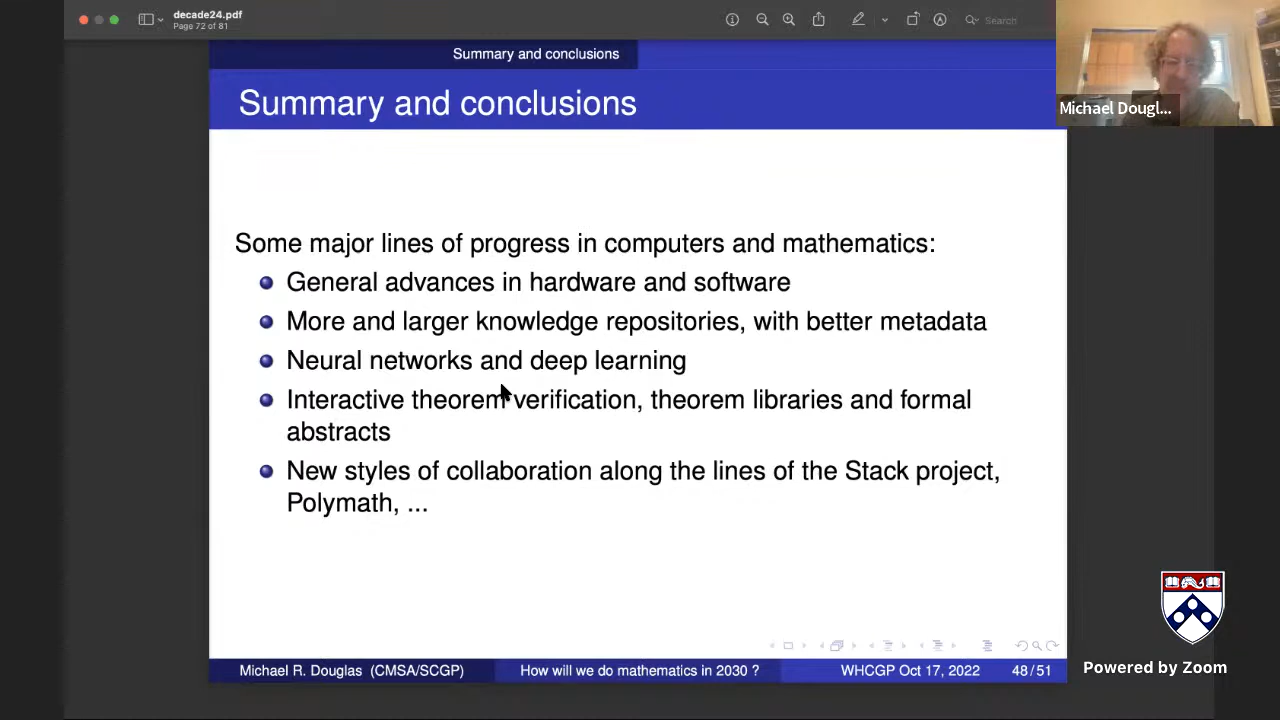 decade24.pdf
Page 72 of 81
Search
Michael Dougl...
Summary and conclusions
Summary and conclusions
Some major lines of progress in computers and mathematics:
General advances in hardware and software
More and larger knowledge repositories, with better metadata
Neural networks and deep learning
Interactive theorem verification, theorem libraries and formal
abstracts
New styles of collaboration along the lines of the Stack project,
Polymath, ...
Michael R. Douglas (CMSA/SCGP)
How will we do mathematics in 2030 ?
WHCGP Oct 17, 2022
48/51
Powered by Zoom